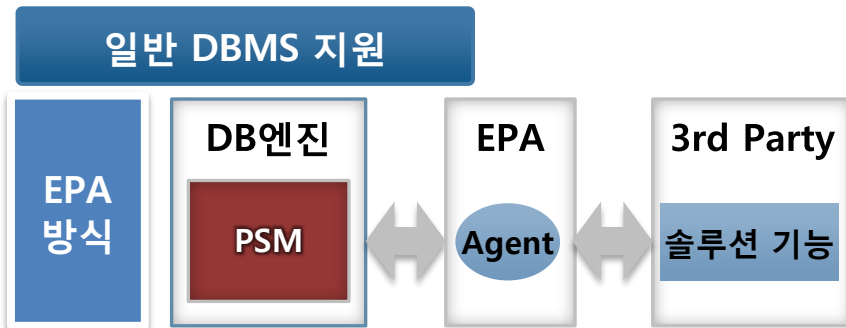 일반 DBMS 지원
EPA
방식
DB엔진
PSM
EPA
Agent
3rd Party
솔루션 기능